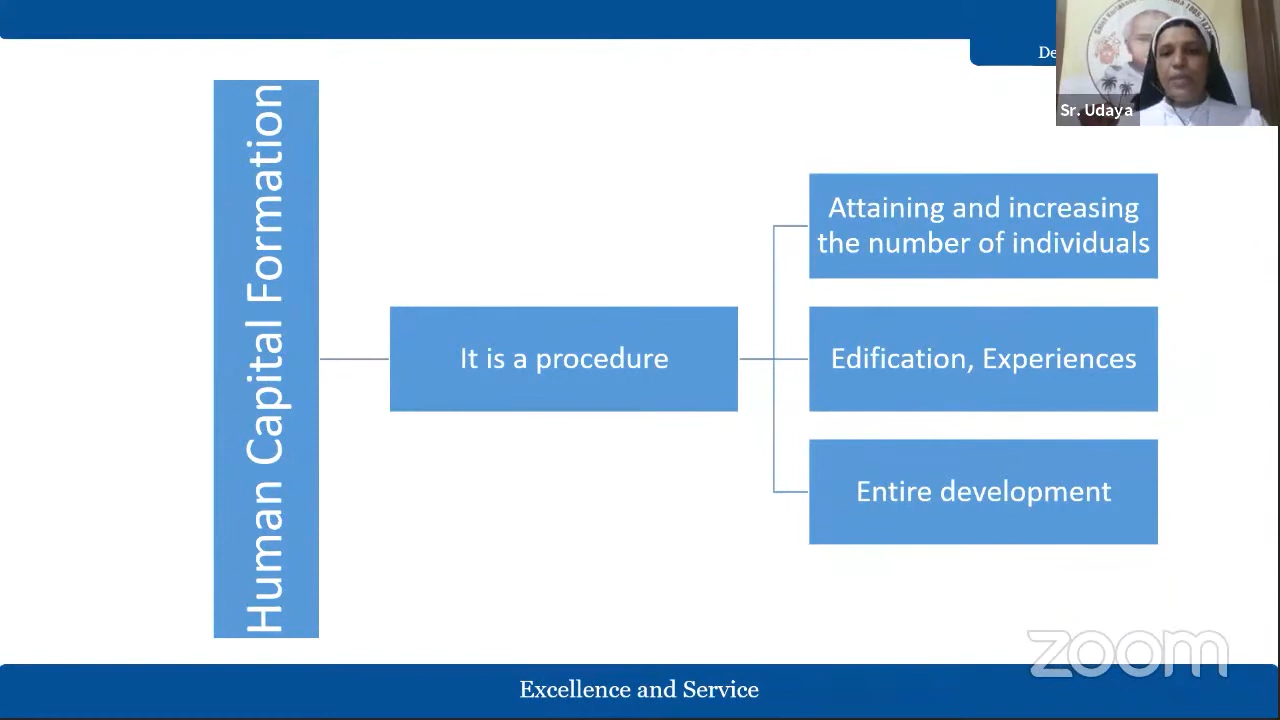 De
Sr. Udaya
Human Capital Formation
It is a procedure
Attaining and increasing
the number of individuals
Edification, Experiences
Entire development
zoom
Excellence and Service